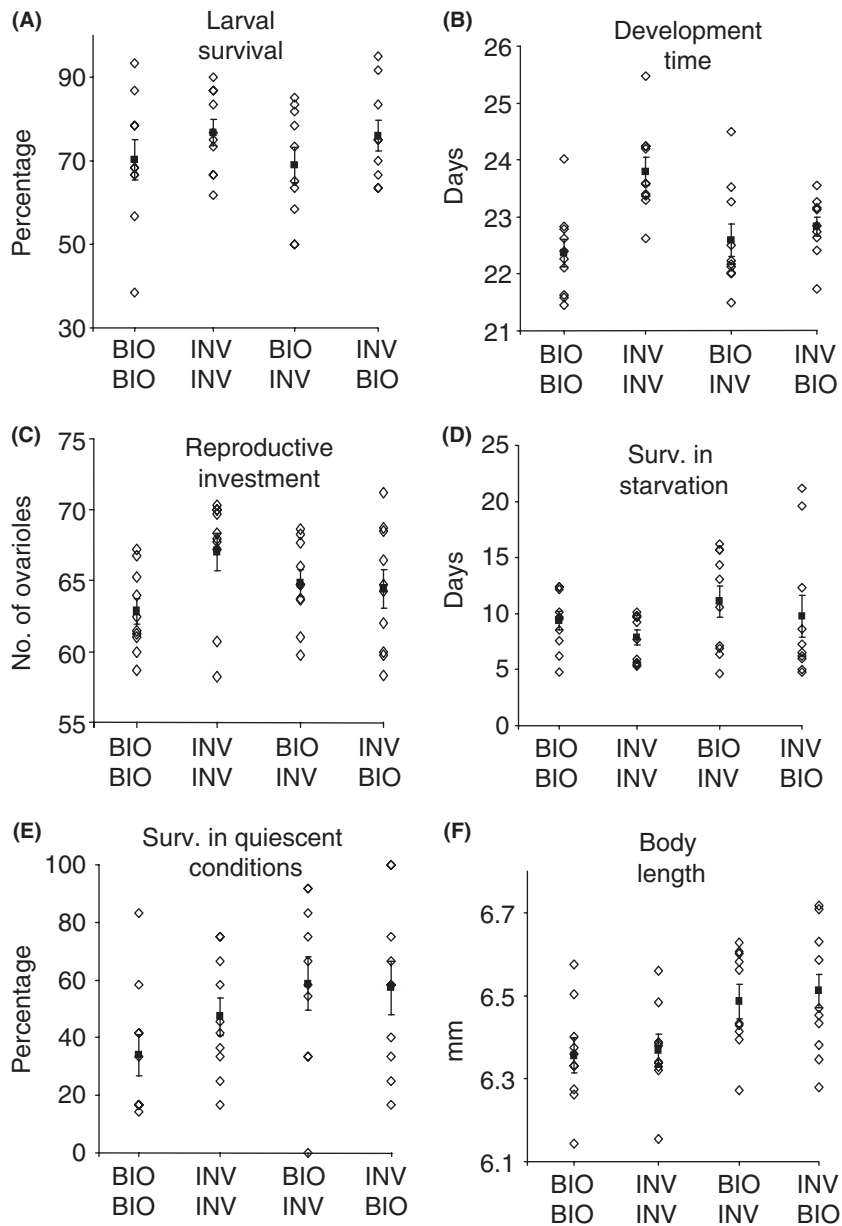 (A)
Larval
survival
Percentage
90
70
50
30
BIO INV BIO INV
BIO INV INV BIO
(B)
Development
time
Days
26
25
24
23
22
21
BIO INV BIO INV
BIO INV INV BIO
(C)
Reproductive
investment
No. of ovarioles
75
70
65
60
55
BIO INV BIO INV
BIO INV INV BIO
(D)
Surv. in
starvation
Days
25
20
15
10
5
0
BIO INV BIO INV
BIO INV INV BIO
(E)
Surv. in quiescent
conditions
Percentage
100
80
60
40
20
0
BIO INV BIO INV
BIO INV INV BIO
(F)
Body
length
mm
6.7
6.5
6.3
6.1
BIO INV BIO INV
BIO INV INV BIO